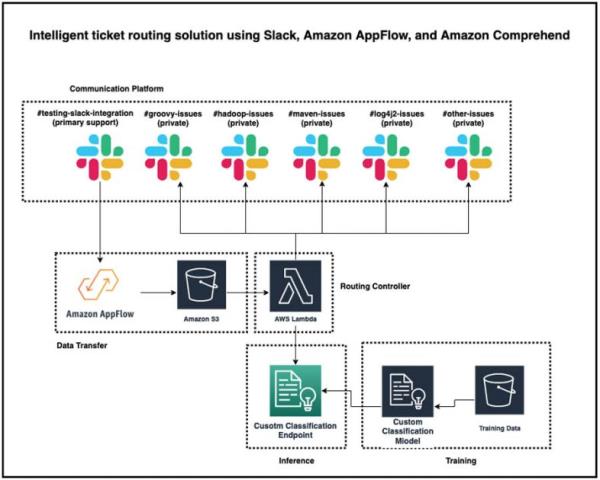 Intelligent ticket routing solution using Slack, Amazon AppFlow, and Amazon Comprehend
Communication Platform
#testing-slack-integration
(primary support)
#groovy-issues
(private)
#hadoop-issues
(private)
#maven-issues
(private)
#log4j2-issues
(private)
#other-issues
(private)
Amazon AppFlow
Amazon S3
AWS Lambda
Routing Controller
Data Transfer
Cusotm Classification
Endpoint
Custom
Classification
Model
Training Data
Inference
Training